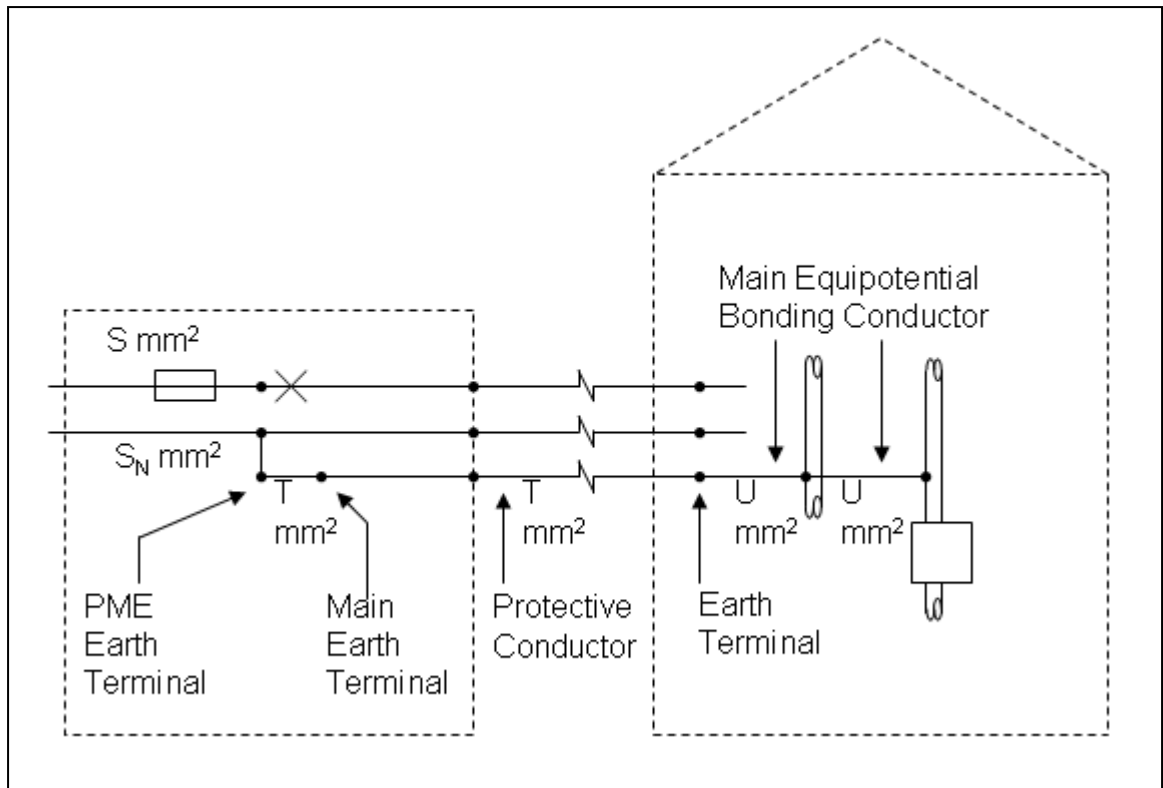 Main Equipotential
Bonding Conductor
S mm²
S_N mm²
T
mm²
T
mm²
U
mm²
U
mm²
PME
Earth
Terminal
Main
Earth
Terminal
Protective
Conductor
Earth
Terminal